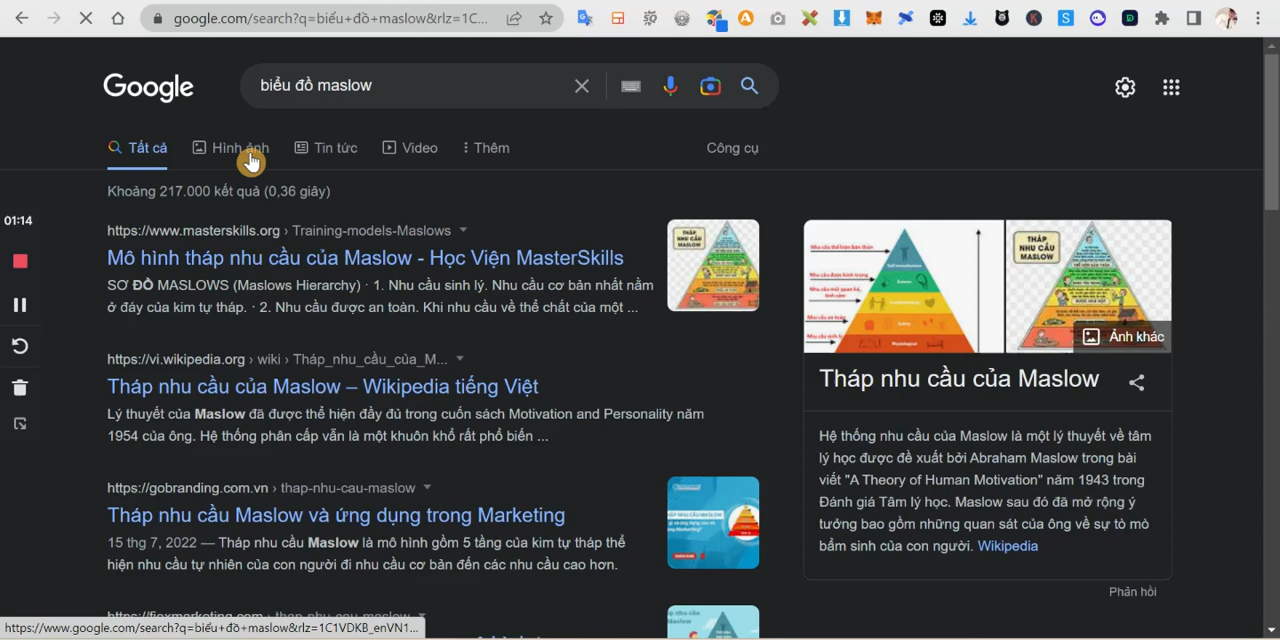 google.com/search?q=biểu+đồ+maslow&rlz=1C...
Google
biểu đồ maslow
Tất cả
Hình ảnh
Tin tức
Video
Thêm
Công cụ
Khoảng 217.000 kết quả (0,36 giây)
01:14
https://www.masterskills.org › Training-models-Maslows
Mô hình tháp nhu cầu của Maslow - Học Viện MasterSkills
SƠ ĐỒ MASLOWS (Maslows Hierarchy) · 1. Nhu cầu sinh lý. Nhu cầu cơ bản nhất nằm
ở đáy của kim tự tháp. · 2. Nhu cầu được an toàn. Khi nhu cầu về thể chất của một ...
https://vi.wikipedia.org › wiki › Tháp_nhu_cầu_của_M...
Tháp nhu cầu của Maslow – Wikipedia tiếng Việt
Lý thuyết của Maslow đã được thể hiện đầy đủ trong cuốn sách Motivation and Personality năm
1954 của ông. Hệ thống phân cấp vẫn là một khuôn khổ rất phổ biến ...
https://gobranding.com.vn › thap-nhu-cau-maslow
Tháp nhu cầu Maslow và ứng dụng trong Marketing
15 thg 7, 2022 — Tháp nhu cầu Maslow là mô hình gồm 5 tầng của kim tự tháp thể
hiện nhu cầu tự nhiên của con người đi nhu cầu cơ bản đến các nhu cầu cao hơn.
https://www.google.com/search?q=biểu+đồ+maslow&rlz=1C1VDKB_enVN1...
THÁP
NHU CẦU
MASLOW
Ảnh khác
Tháp nhu cầu của Maslow
Hệ thống nhu cầu của Maslow là một lý thuyết về tâm
lý học được đề xuất bởi Abraham Maslow trong bài
viết "A Theory of Human Motivation" năm 1943 trong
Đánh giá Tâm lý học. Maslow sau đó đã mở rộng ý
tưởng bao gồm những quan sát của ông về sự tò mò
bẩm sinh của con người. Wikipedia
Phản hồi